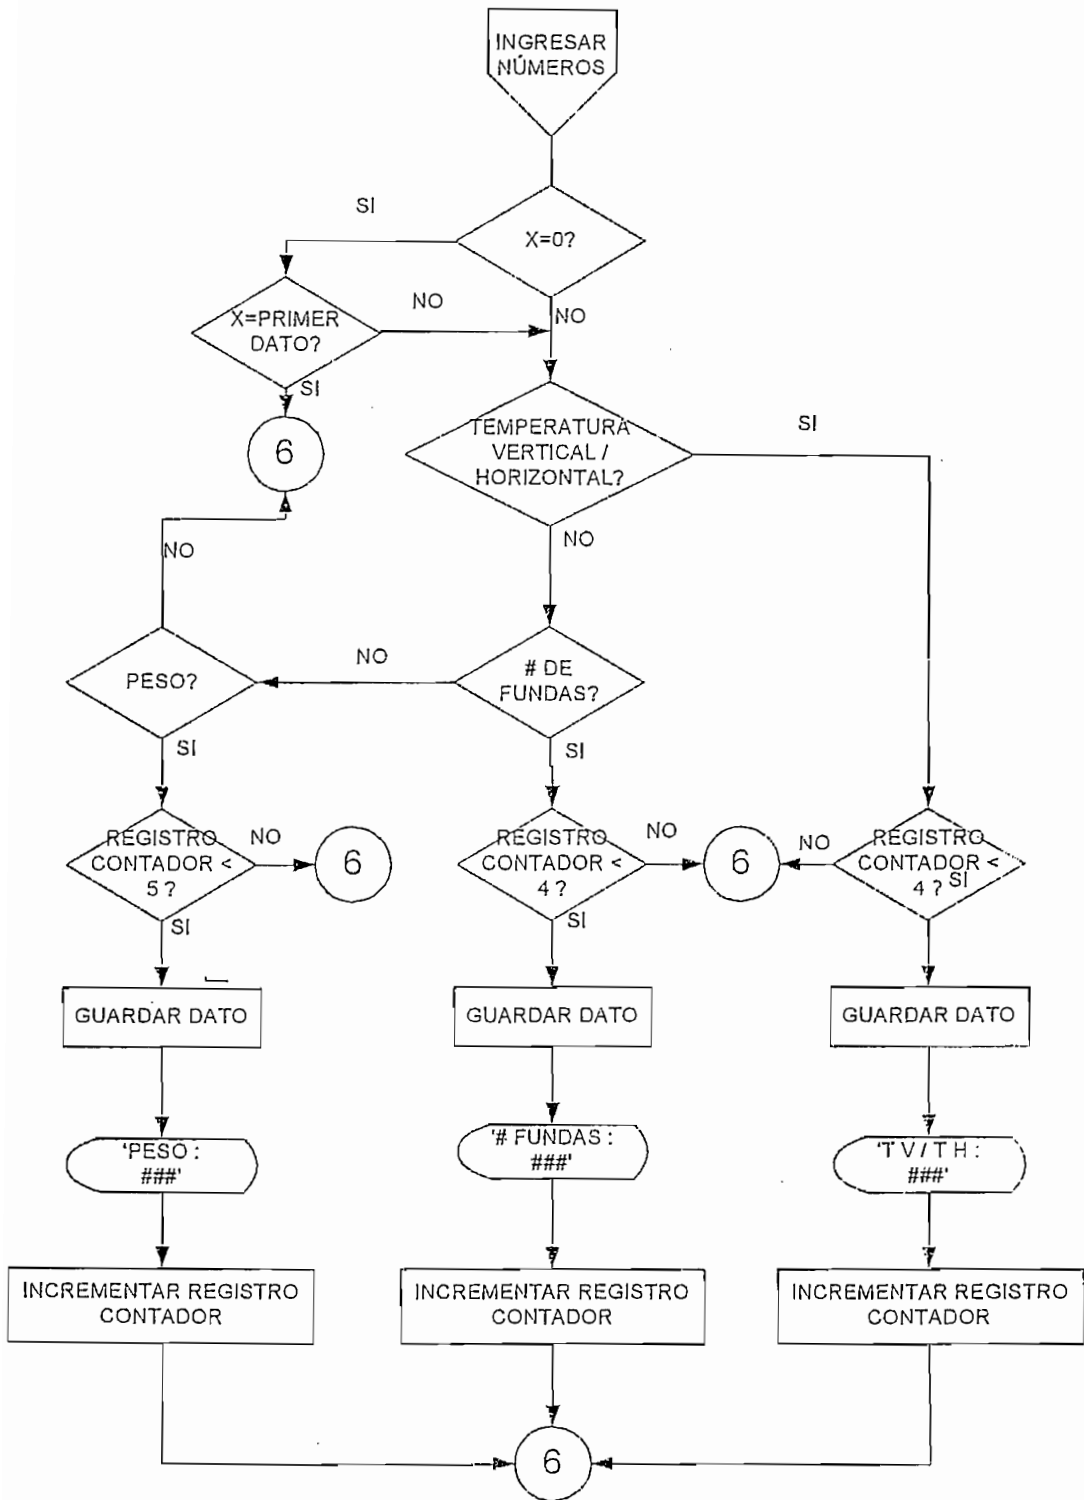 INGRESAR
NÚMEROS
SI
X=0?
NO
NO
X=PRIMER
DATO?
SI
6
TEMPERATURA
VERTICAL /
HORIZONTAL?
SI
NO
NO
PESO?
NO
# DE
FUNDAS?
SI
SI
REGISTRO
CONTADOR <
5 ?
NO
6
SI
REGISTRO
CONTADOR <
4 ?
NO
6
SI
NO
REGISTRO
CONTADOR <
4 ? SI
GUARDAR DATO
GUARDAR DATO
GUARDAR DATO
'PESO :
###'
'# FUNDAS :
###'
'T V / T H :
###'
INCREMENTAR REGISTRO
CONTADOR
INCREMENTAR REGISTRO
CONTADOR
INCREMENTAR REGISTRO
CONTADOR
6